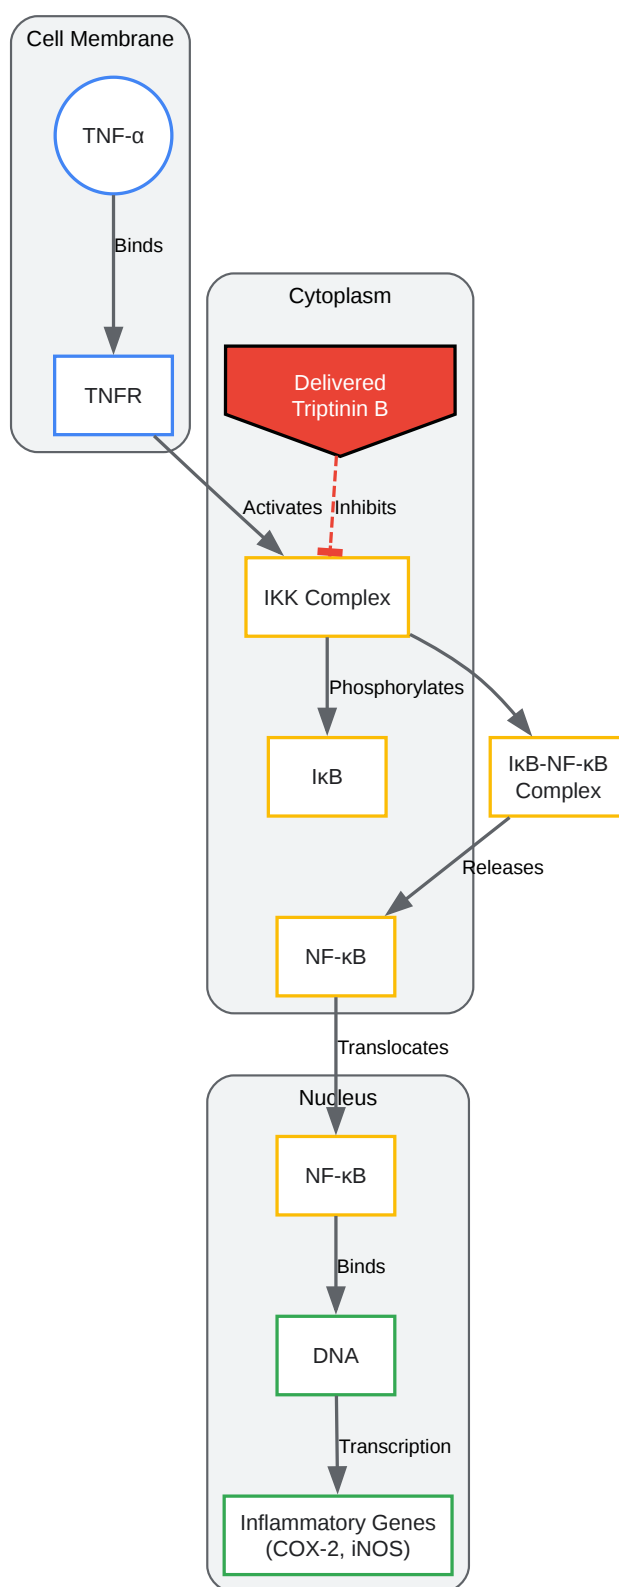 Cell Membrane
TNF-α
Binds
TNFR
Cytoplasm
Delivered
Triptinin B
Activates
Inhibits
IKK Complex
Phosphorylates
IκB
IκB-NF-κB
Complex
Releases
NF-κB
Translocates
Nucleus
NF-κB
Binds
DNA
Transcription
Inflammatory Genes
(COX-2, iNOS)